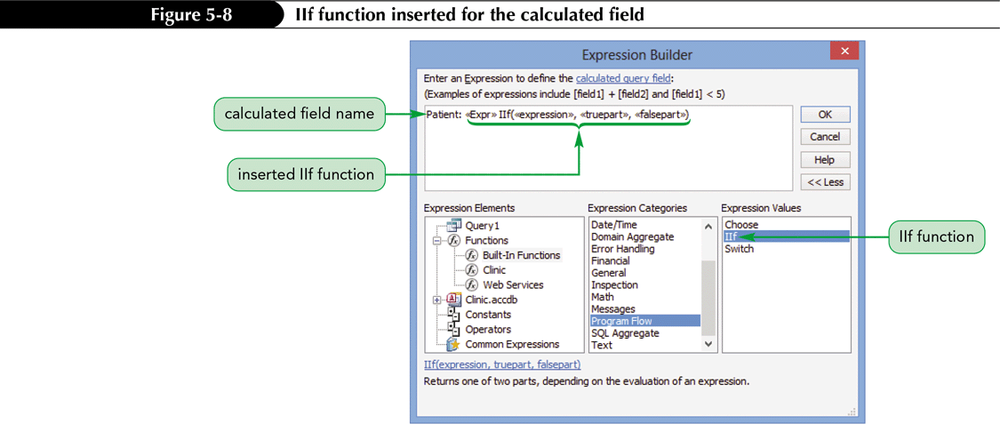 Figure 5-8 IIf function inserted for the calculated field
Expression Builder
Enter an Expression to define the calculated query field:
(Examples of expressions include [field1] + [field2] and [field1] < 5)
calculated field name
Patient: «Expr» IIf(«expression», «truepart», «falsepart»)
inserted IIf function
OK
Cancel
Help
<< Less
Expression Elements
Query1
Functions
Built-In Functions
Clinic
Web Services
Clinic.accdb
Constants
Operators
Common Expressions
Expression Categories
Date/Time
Domain Aggregate
Error Handling
Financial
General
Inspection
Math
Messages
Program Flow
SQL Aggregate
Text
Expression Values
Choose
IIf
Switch
IIf function
IIf(expression, truepart, falsepart)
Returns one of two parts, depending on the evaluation of an expression.